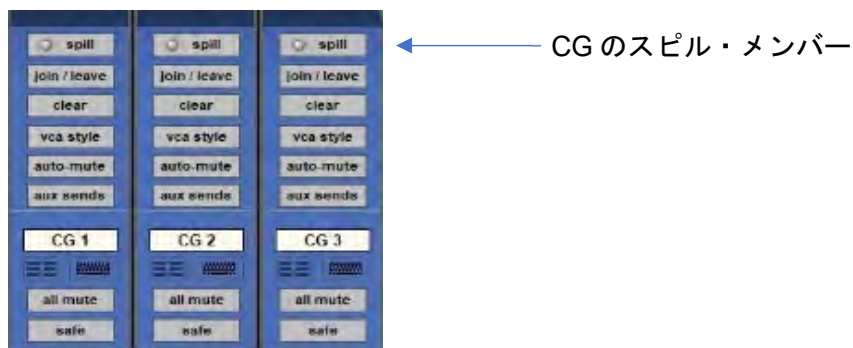 spill spill spill CG のスピル・メンバー
join / leave join / leave join / leave
clear clear clear
vca style vca style vca style
auto-mute auto-mute auto-mute
aux sends aux sends aux sends
CG 1 CG 2 CG 3
all mute all mute all mute
safe safe safe